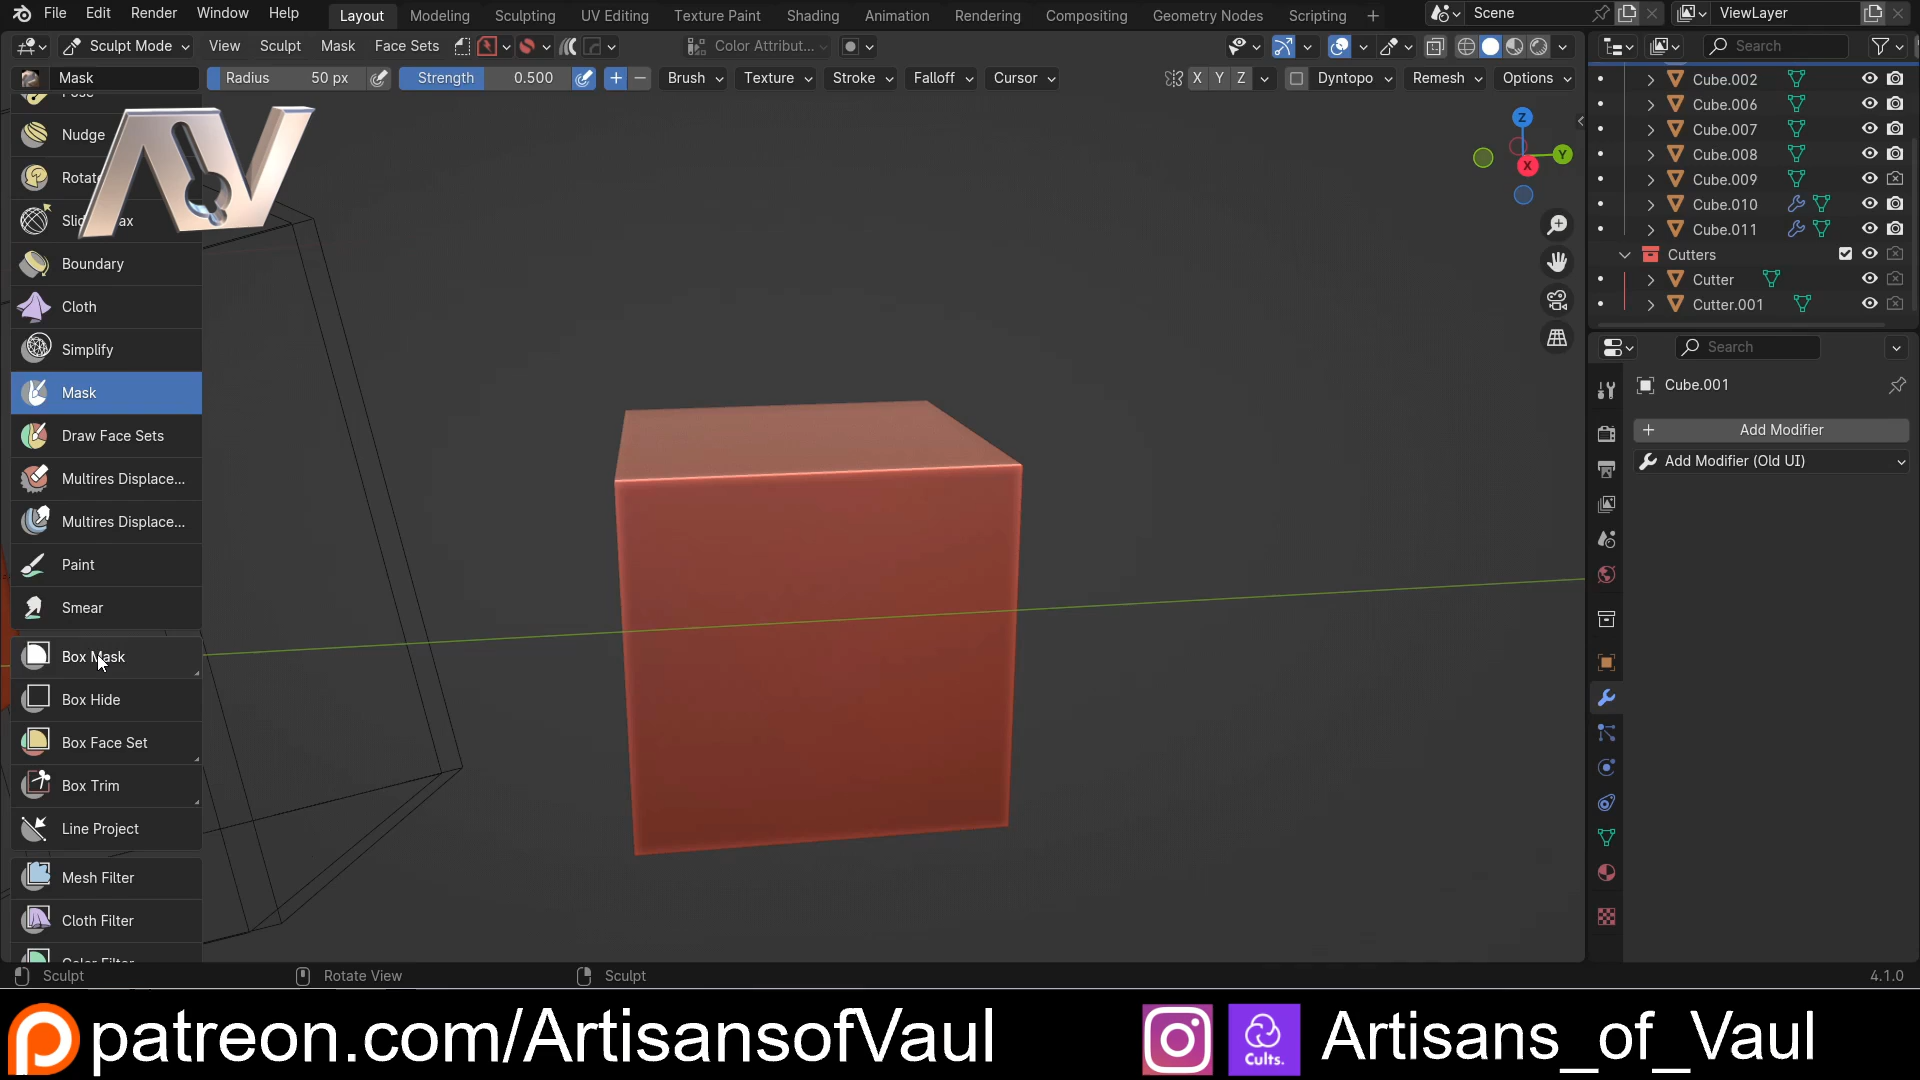 File Edit Render Window Help Layout Modeling Sculpting UV Editing Texture Paint Shading Animation Rendering Compositing Geometry Nodes Scripting + Scene ViewLayer
Sculpt Mode View Sculpt Mask Face Sets Color Attribut... Search
Mask Radius 50 px Strength 0.500 + − Brush Texture Stroke Falloff Cursor X Y Z Dyntopo Remesh Options
Pose
Nudge
Rotate
Boundary
Cloth
Simplify
Mask
Draw Face Sets
Multires Displace...
Multires Displace...
Paint
Smear
Box Mask
Box Hide
Box Face Set
Box Trim
Line Project
Mesh Filter
Cloth Filter
Color Filter
AV
Z
Y
X
Cube.002
Cube.006
Cube.007
Cube.008
Cube.009
Cube.010
Cube.011
Cutters
Cutter
Cutter.001
Search
Cube.001
+ Add Modifier
Add Modifier (Old UI)
Sculpt Rotate View Sculpt 4.1.0
patreon.com/ArtisansofVaul Cults. Artisans_of_Vaul